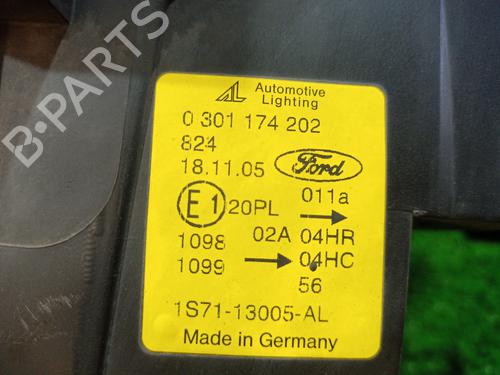 AL Automotive
Lighting
0 301 174 202
824
18.11.05 Ford
E1 20PL 011a
1098 02A 04HR
1099 04HC
56
1S71-13005-AL
Made in Germany
B-PARTS